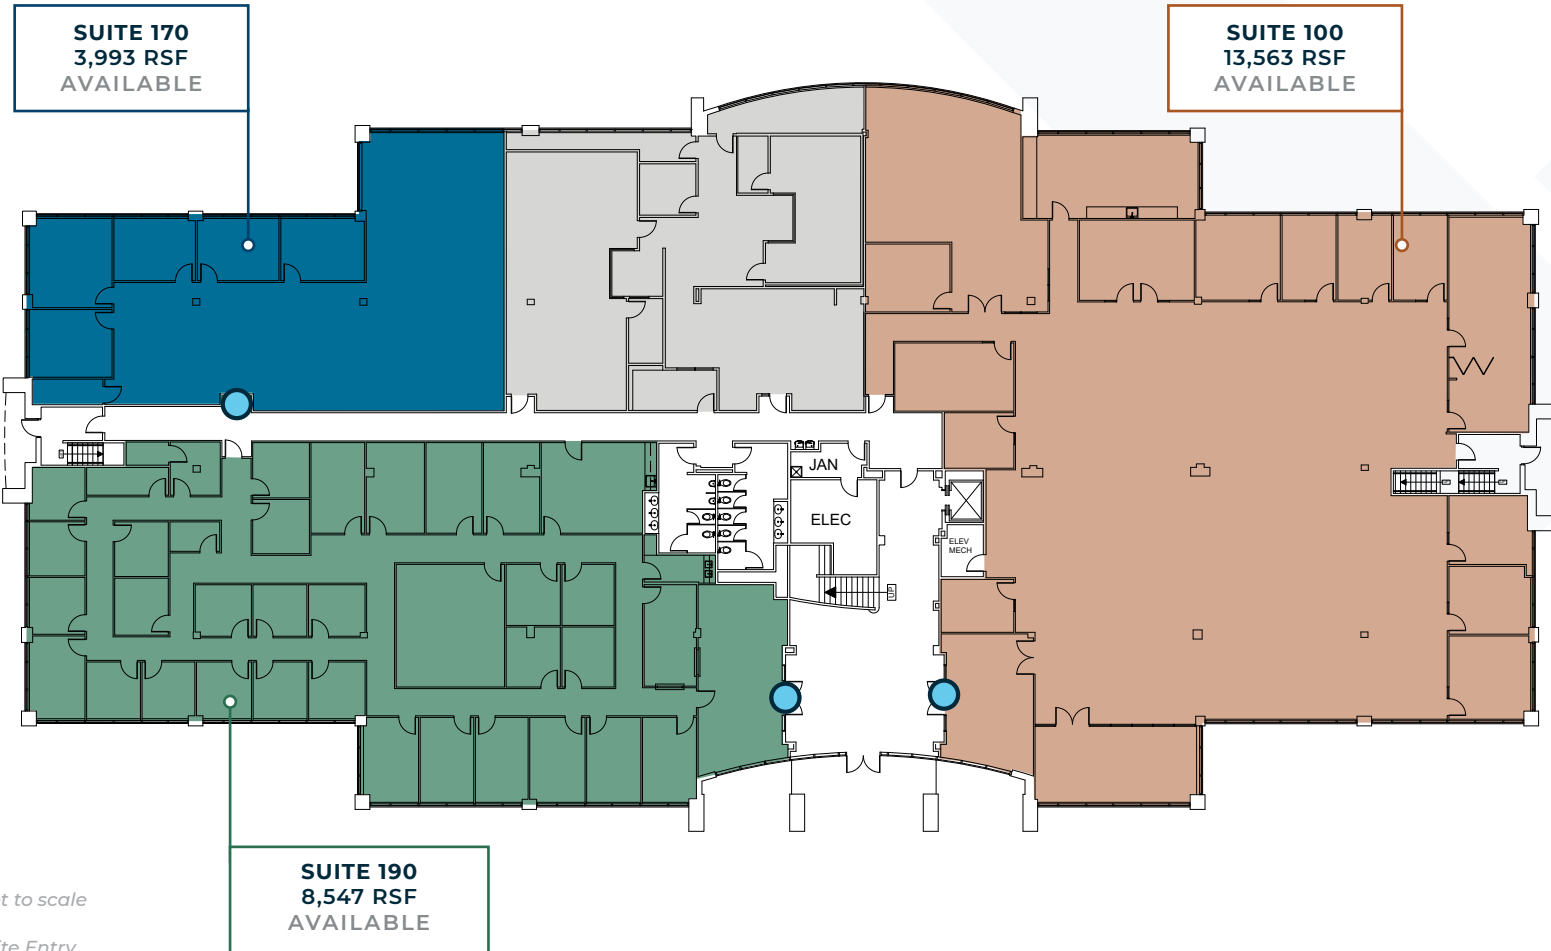 SUITE 170
3,993 RSF
AVAILABLE
SUITE 100
13,563 RSF
AVAILABLE
JAN
ELEC
ELEV
MECH
UP
SUITE 190
8,547 RSF
AVAILABLE
to scale
Entry